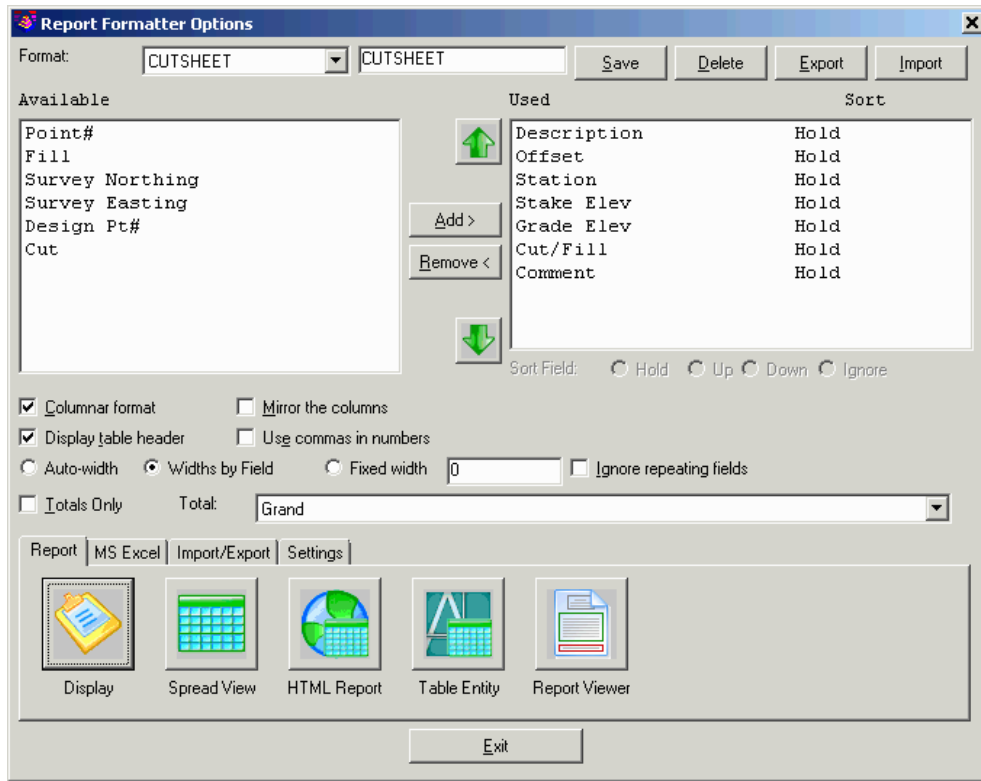 Report Formatter Options
Format: CUTSHEET CUTSHEET Save Delete Export Import
Available Used Sort
Point# Description Hold
Fill Offset Hold
Survey Northing Station Hold
Survey Easting Stake Elev Hold
Design Pt# Grade Elev Hold
Cut Cut/Fill Hold
Comment Hold
Add >
Remove <
Sort Field: Hold Up Down Ignore
Columnar format Mirror the columns
Display table header Use commas in numbers
Auto-width Widths by Field Fixed width 0 Ignore repeating fields
Totals Only Total: Grand
Report MS Excel Import/Export Settings
Display Spread View HTML Report Table Entity Report Viewer
Exit